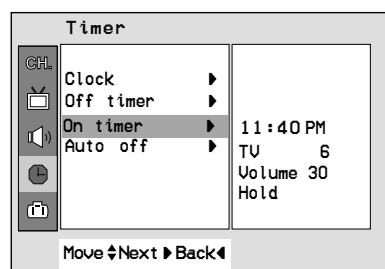 Timer
CH.
Clock
Off timer
On timer
Auto off
11:40 PM
TV 6
Volume 30
Hold
Move Next Back